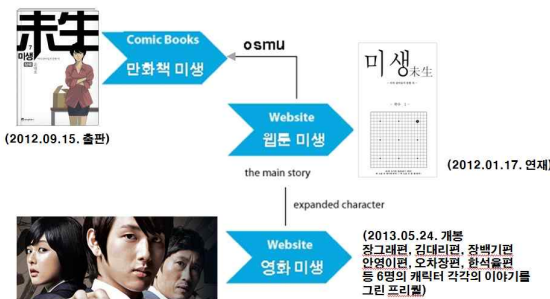 未生
7
미생
Comic Books
만화책 미생
osmu
(2012.09.15. 출판)
미생 未生
Website
웹툰 미생
(2012.01.17. 연재)
the main story
expanded character
Website
영화 미생
(2013.05.24. 개봉
장그래편, 김대리편, 장백기편
안영이편, 오차장편, 한석율편
등 6명의 캐릭터 각각의 이야기를
그린 프리퀄)